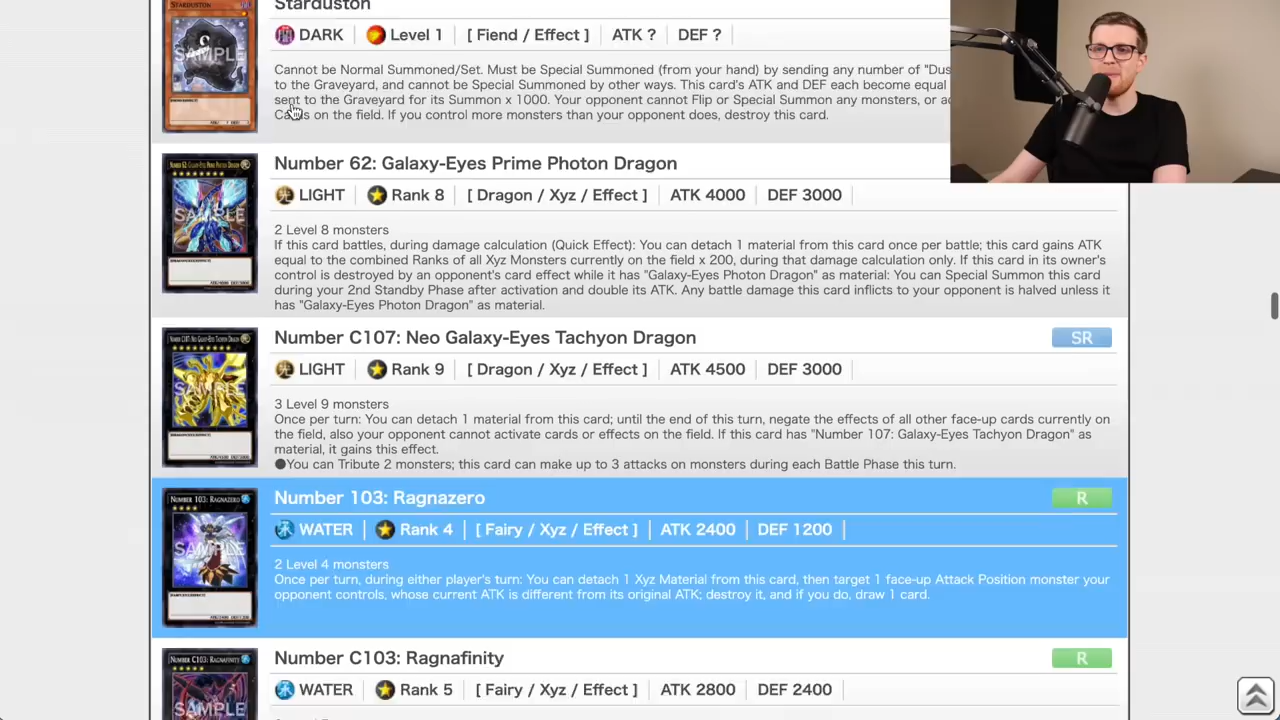 STARDUSTON
Starduston
DARK
Level 1
[ Fiend / Effect ]
ATK ?
DEF ?
Cannot be Normal Summoned/Set. Must be Special Summoned (from your hand) by sending any number of "Dus
to the Graveyard, and cannot be Special Summoned by other ways. This card's ATK and DEF each become equal
sent to the Graveyard for its Summon x 1000. Your opponent cannot Flip or Special Summon any monsters, or ac
Cards on the field. If you control no monsters and your opponent does, destroy this card.
SAMPLE
Number 62: Galaxy-Eyes Prime Photon
LIGHT
Rank 8
[ Dragon / Xyz / Effect ]
ATK 4000
DEF 3000
2 Level 8 monsters
If this card battles, during damage calculation (Quick Effect): You can detach 1 material from this card once per battle; this card gains ATK
equal to the combined Ranks of all Xyz Monsters currently on the field x 200, during that damage calculation only. If this card in its owner's
control is destroyed by an opponent's card effect while it has "Galaxy-Eyes Photon Dragon" as material: You can Special Summon this card
during your 2nd Standby Phase after activation
Any battle damage this card inflicts to your opponent is halved unless it
has "Galaxy-Eyes Photon Dragon" as material.
SAMPLE
Number C107: Neo Galaxy-Eyes Tachyon Dragon
SR
LIGHT
Rank 9
[ Dragon / Xyz / Effect ]
ATK 4500
DEF 3000
3 Level 9 monsters
Once per turn: You can detach 1 material from this card; until the end of this turn, negate the effects of all other face-up cards currently on
the field, also your opponent cannot activate cards or effects on the field. If this card has "Number 107: Galaxy-Eyes Tachyon Dragon" as
material, it gains this effect.
●You can Tribute 2 monsters; this card can make up to 3 attacks on monsters during each Battle Phase this turn.
SAMPLE
Number 103: Ragnazero
R
WATER
Rank 4
[ Fairy / Xyz / Effect ]
ATK 2400
DEF 1200
2 Level 4 monsters
Once per turn, during either player's turn: You can detach 1 Xyz Material from this card, then target 1 face-up Attack Position monster your
opponent controls, whose current ATK is different from its original ATK; destroy it, and if you do, draw 1 card.
NUMBER 103: RAGNAZERO
SAMPLE
Number C103: Ragnafinity
R
WATER
Rank 5
[ Fairy / Xyz / Effect ]
ATK 2800
DEF 2400
NUMBER C103: RAGNAFINITY
SAMPLE